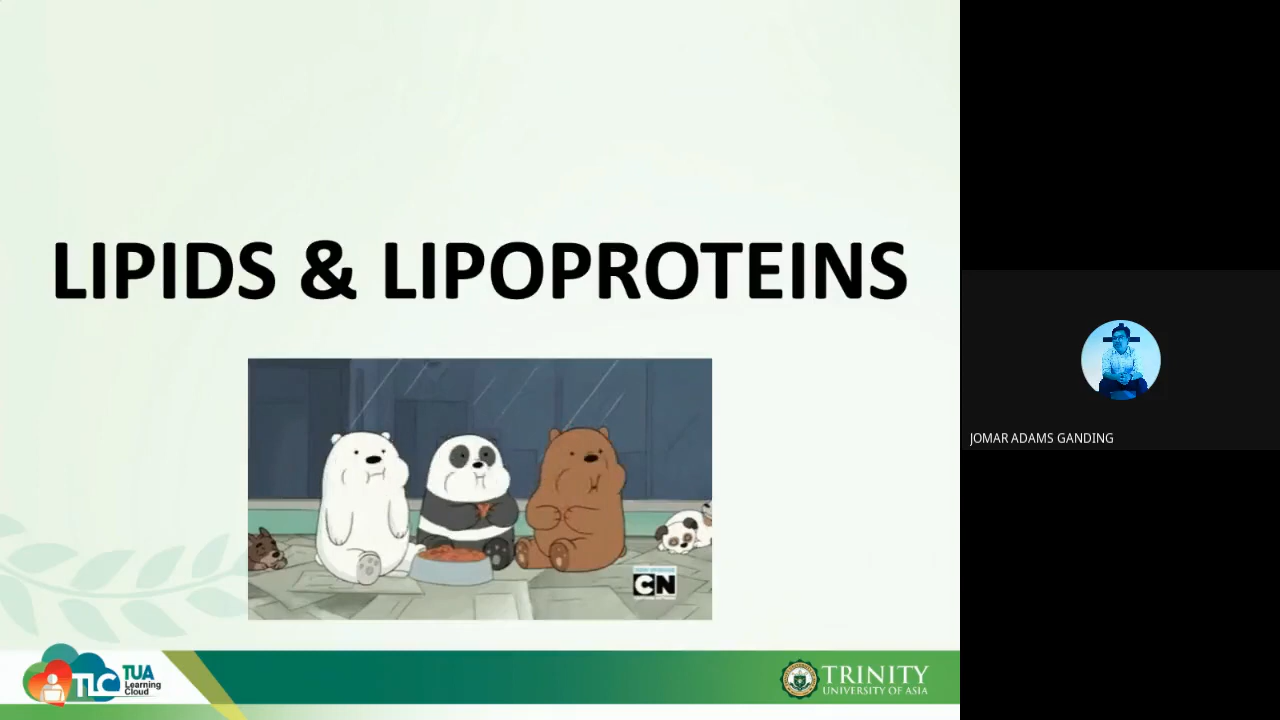 LIPIDS & LIPOPROTEINS
CN
TLC
TUA
Learning
Cloud
TRINITY
UNIVERSITY OF ASIA
JOMAR ADAMS GANDING